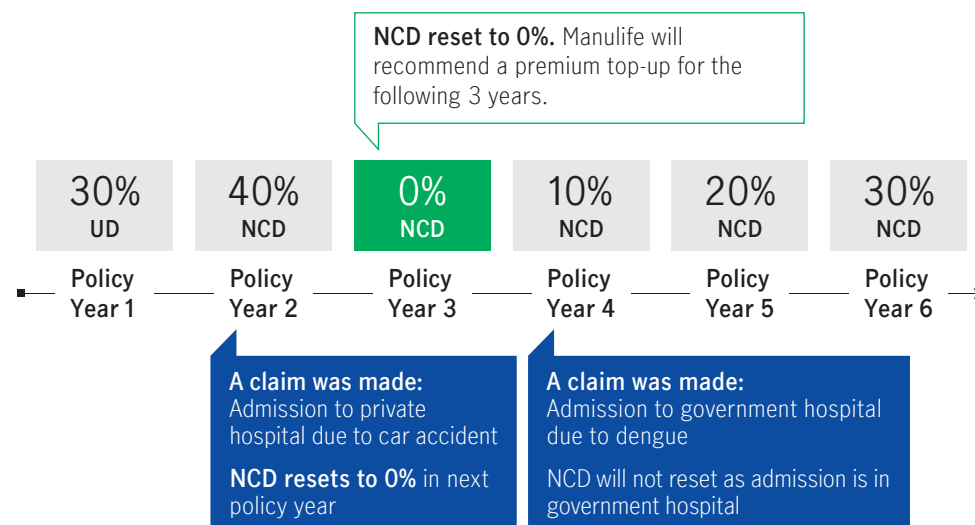 NCD reset to 0%. Manulife will
recommend a premium top-up for the
following 3 years.
30%
UD
40%
NCD
0%
NCD
10%
NCD
20%
NCD
30%
NCD
Policy
Year 1
Policy
Year 2
Policy
Year 3
Policy
Year 4
Policy
Year 5
Policy
Year 6
A claim was made:
Admission to private
hospital due to car accident
NCD resets to 0% in next
policy year
A claim was made:
Admission to government hospital
due to dengue
NCD will not reset as admission is in
government hospital